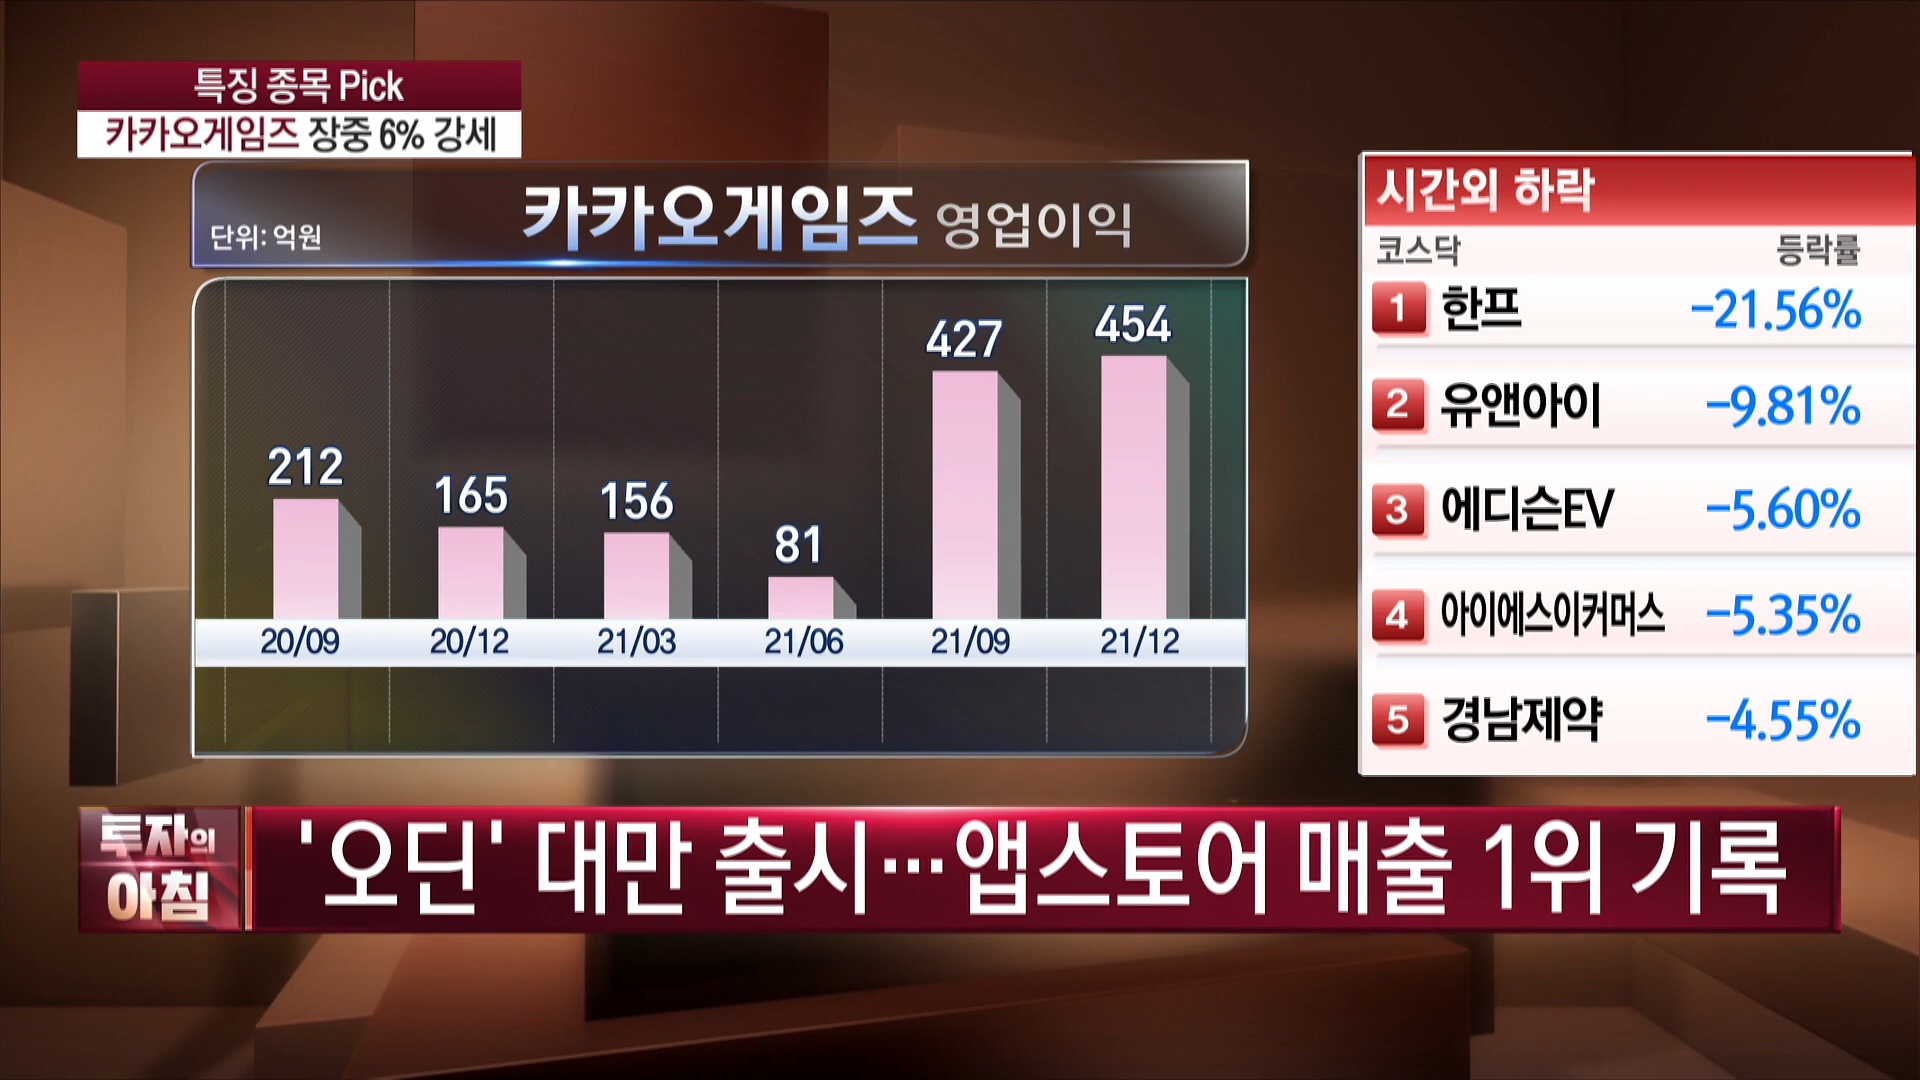 특징 종목 Pick
카카오게임즈 장중 6% 강세
단위: 억원
카카오게임즈 영업이익
212
165
156
81
427
454
20/09
20/12
21/03
21/06
21/09
21/12
시간외 하락
코스닥 등락률
1 한프 -21.56%
2 유앤아이 -9.81%
3 에디슨EV -5.60%
4 아이에스이커머스 -5.35%
5 경남제약 -4.55%
투자의
아침
'오딘' 대만 출시…앱스토어 매출 1위 기록